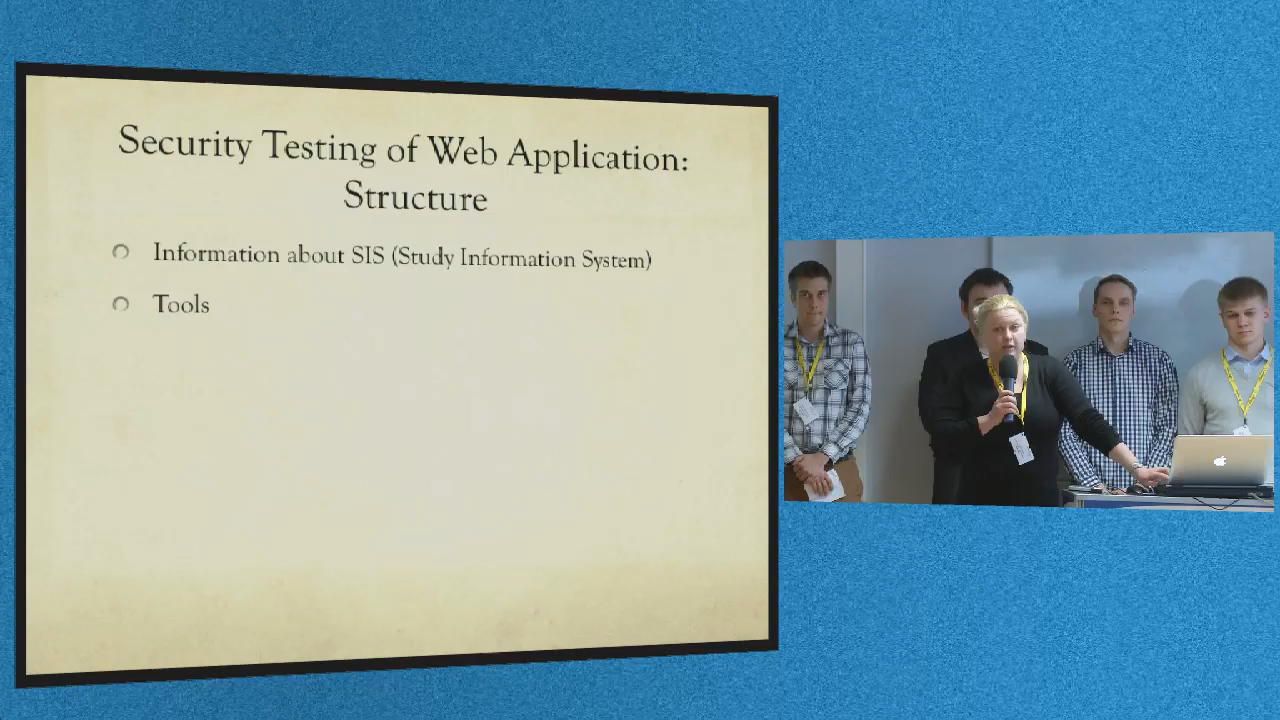 Security Testing of Web Application:
Structure
Information about SIS (Study Information System)
Tools